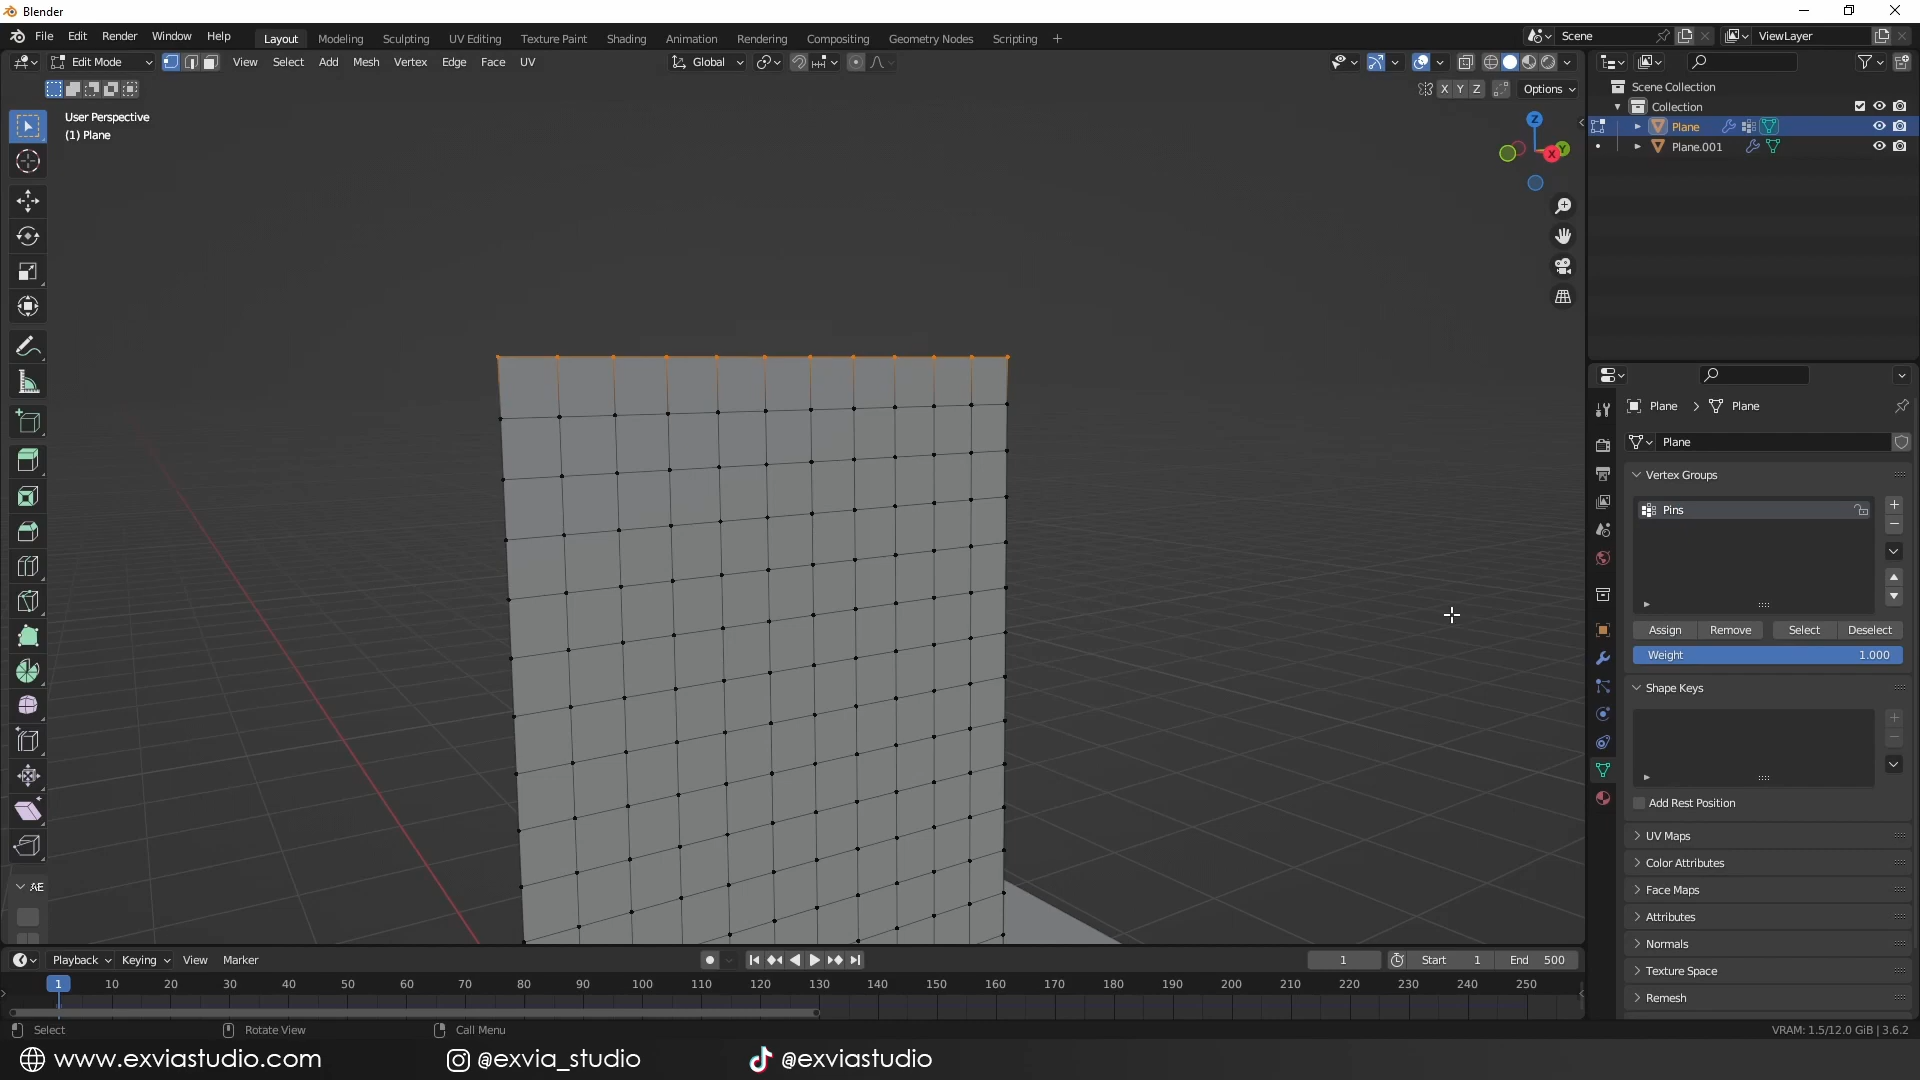 Blender
File Edit Render Window Help Layout Modeling Sculpting UV Editing Texture Paint Shading Animation Rendering Compositing Geometry Nodes Scripting + Scene ViewLayer
Edit Mode View Select Add Mesh Vertex Edge Face UV Global
X Y Z Options
User Perspective
(1) Plane
Z
Y
X
Scene Collection
Collection
Plane
Plane.001
Plane > Plane
Plane
Vertex Groups
Pins
Assign Remove Select Deselect
Weight 1.000
Shape Keys
Add Rest Position
UV Maps
Color Attributes
Face Maps
Attributes
Normals
Texture Space
Remesh
AE
Playback Keying View Marker 1 Start 1 End 500
1 10 20 30 40 50 60 70 80 90 100 110 120 130 140 150 160 170 180 190 200 210 220 230 240 250
Select Rotate View Call Menu VRAM: 1.5/12.0 GiB | 3.6.2
www.exviastudio.com @exvia_studio @exviastudio